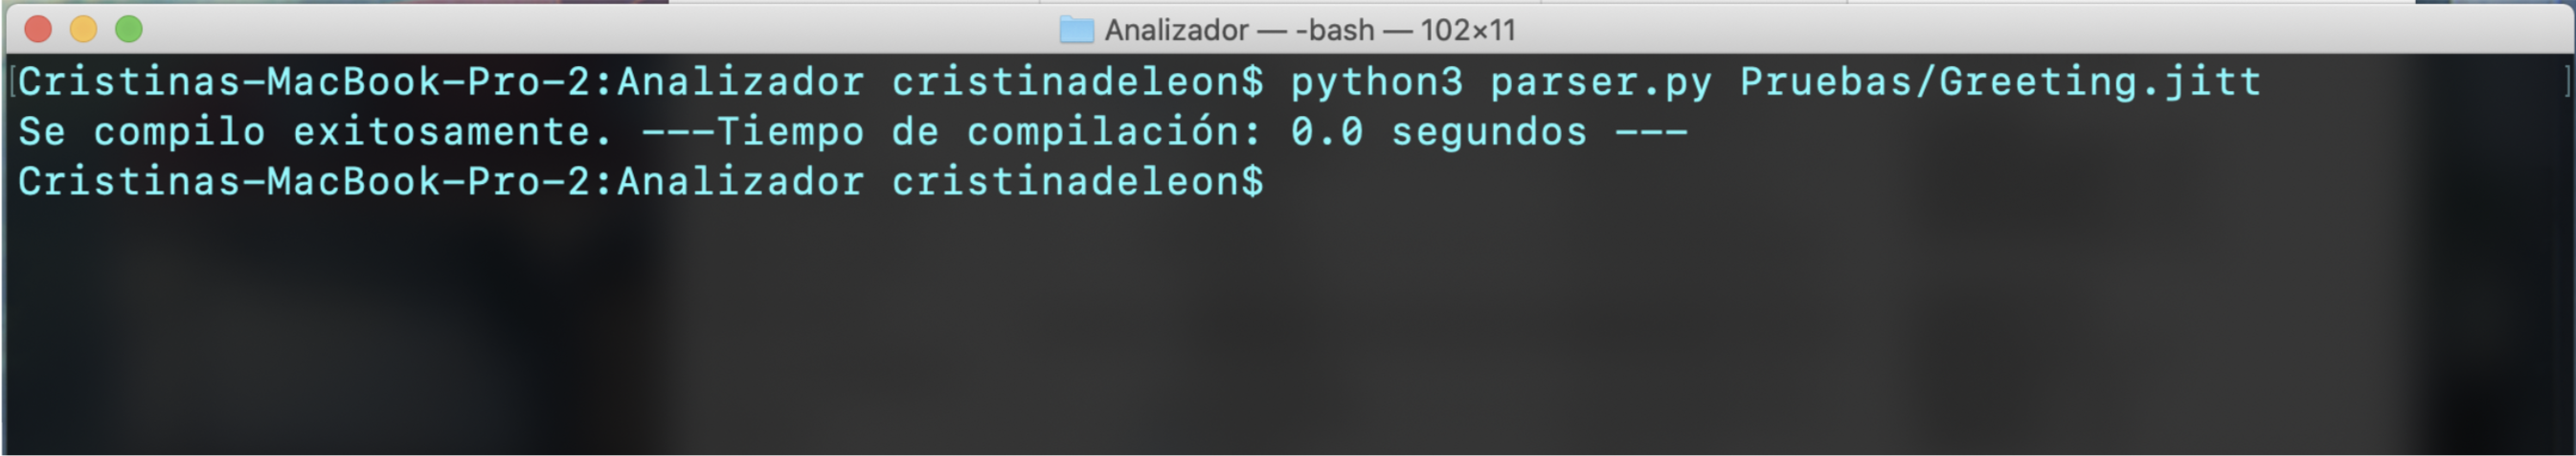 Analizador — -bash — 102×11
[Cristinas-MacBook-Pro-2:Analizador cristinadeleon$ python3 parser.py Pruebas/Greeting.jitt ]
Se compilo exitosamente. ---Tiempo de compilación: 0.0 segundos ---
Cristinas-MacBook-Pro-2:Analizador cristinadeleon$